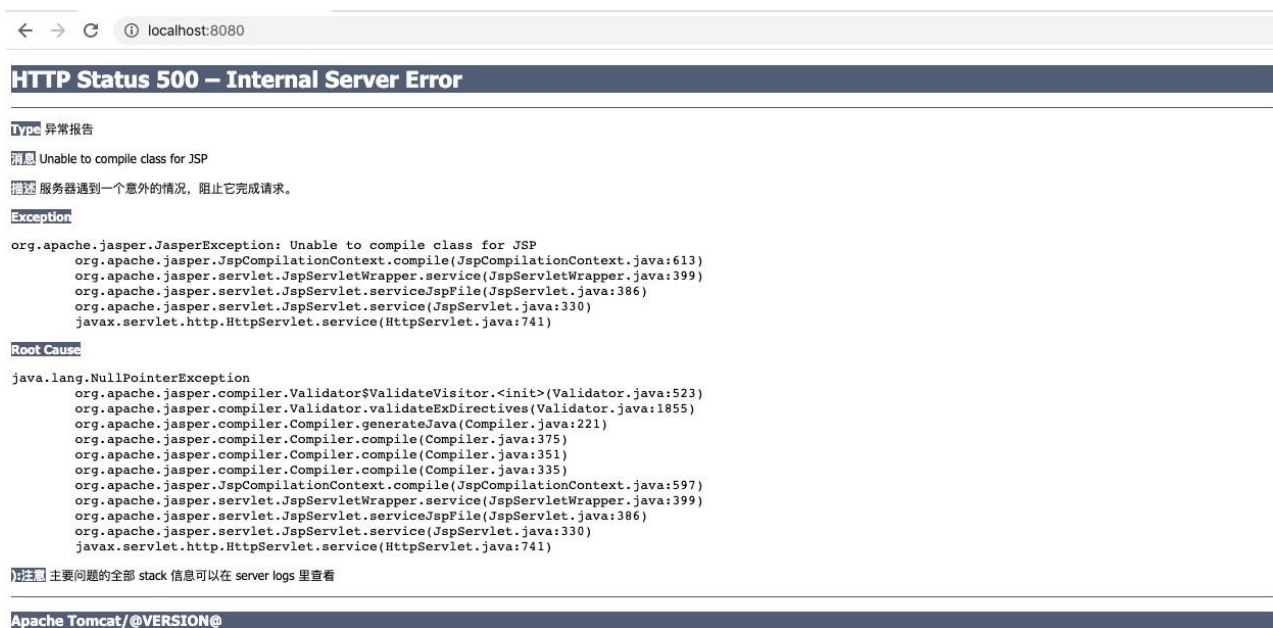 localhost:8080
HTTP Status 500 – Internal Server Error
Type 异常报告
消息 Unable to compile class for JSP
描述 服务器遇到一个意外的情况，阻止它完成请求。
Exception
org.apache.jasper.JasperException: Unable to compile class for JSP
org.apache.jasper.JspCompilationContext.compile(JspCompilationContext.java:613)
org.apache.jasper.servlet.JspServletWrapper.service(JspServletWrapper.java:399)
org.apache.jasper.servlet.JspServlet.serviceJspFile(JspServlet.java:386)
org.apache.jasper.servlet.JspServlet.service(JspServlet.java:330)
javax.servlet.http.HttpServlet.service(HttpServlet.java:741)
Root Cause
java.lang.NullPointerException
org.apache.jasper.compiler.Validator$ValidateVisitor.<init>(Validator.java:523)
org.apache.jasper.compiler.Validator.validateExDirectives(Validator.java:1855)
org.apache.jasper.compiler.Compiler.generateJava(Compiler.java:221)
org.apache.jasper.compiler.Compiler.compile(Compiler.java:375)
org.apache.jasper.compiler.Compiler.compile(Compiler.java:351)
org.apache.jasper.compiler.Compiler.compile(Compiler.java:335)
org.apache.jasper.JspCompilationContext.compile(JspCompilationContext.java:597)
org.apache.jasper.servlet.JspServletWrapper.service(JspServletWrapper.java:399)
org.apache.jasper.servlet.JspServlet.serviceJspFile(JspServlet.java:386)
org.apache.jasper.servlet.JspServlet.service(JspServlet.java:330)
javax.servlet.http.HttpServlet.service(HttpServlet.java:741)
):注意 主要问题的全部 stack 信息可以在 server logs 里查看
Apache Tomcat/@VERSION@